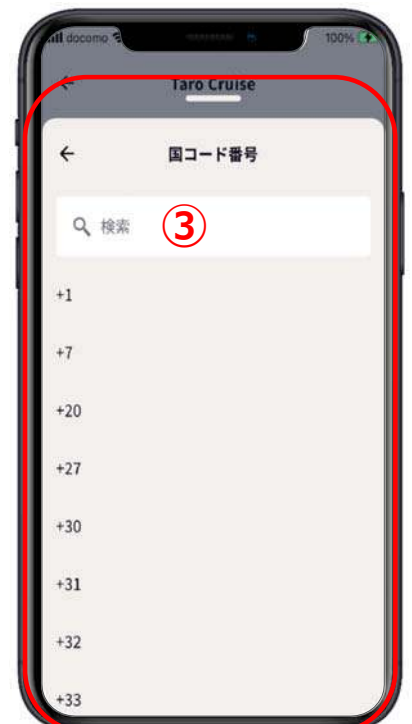 docomo
100%
← Taro Cruise
← 国コード番号
検索 ③
+1
+7
+20
+27
+30
+31
+32
+33